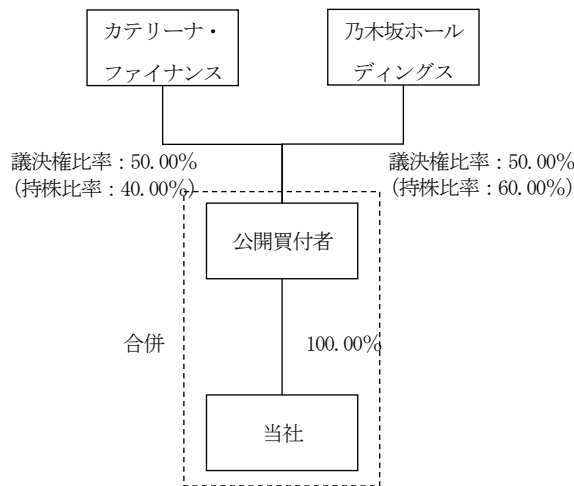 カテリーナ・
ファイナンス
乃木坂ホール
ディングス
議決権比率：50.00%
(持株比率：40.00%)
議決権比率：50.00%
(持株比率：60.00%)
公開買付者
合併
100.00%
当社